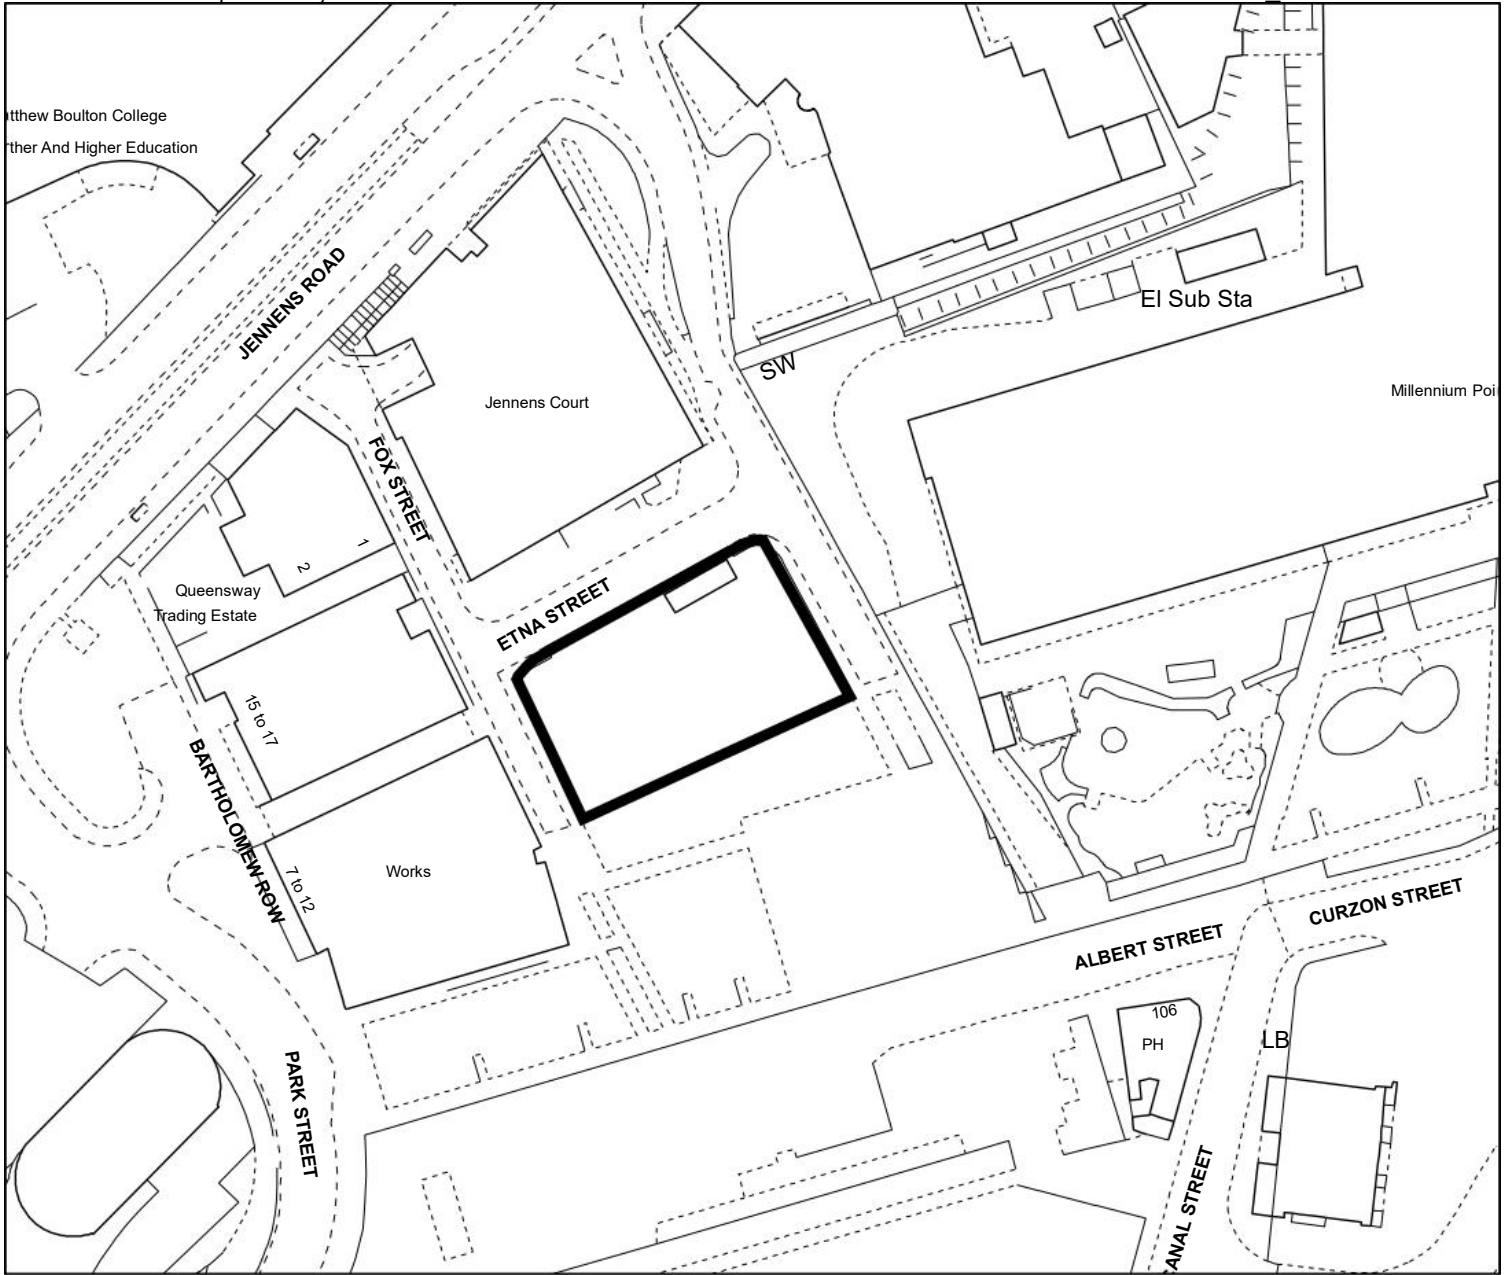 tthew Boulton College
ther And Higher Education
JENNENS ROAD
El Sub Sta
SW
Millennium Poi
Jennens Court
FOX STREET
1
2
Queensway
Trading Estate
ETNA STREET
15 to 17
BARTHOLOMEW ROW
7 to 12
Works
CURZON STREET
ALBERT STREET
106
PH
LB
PARK STREET
ANAL STREET